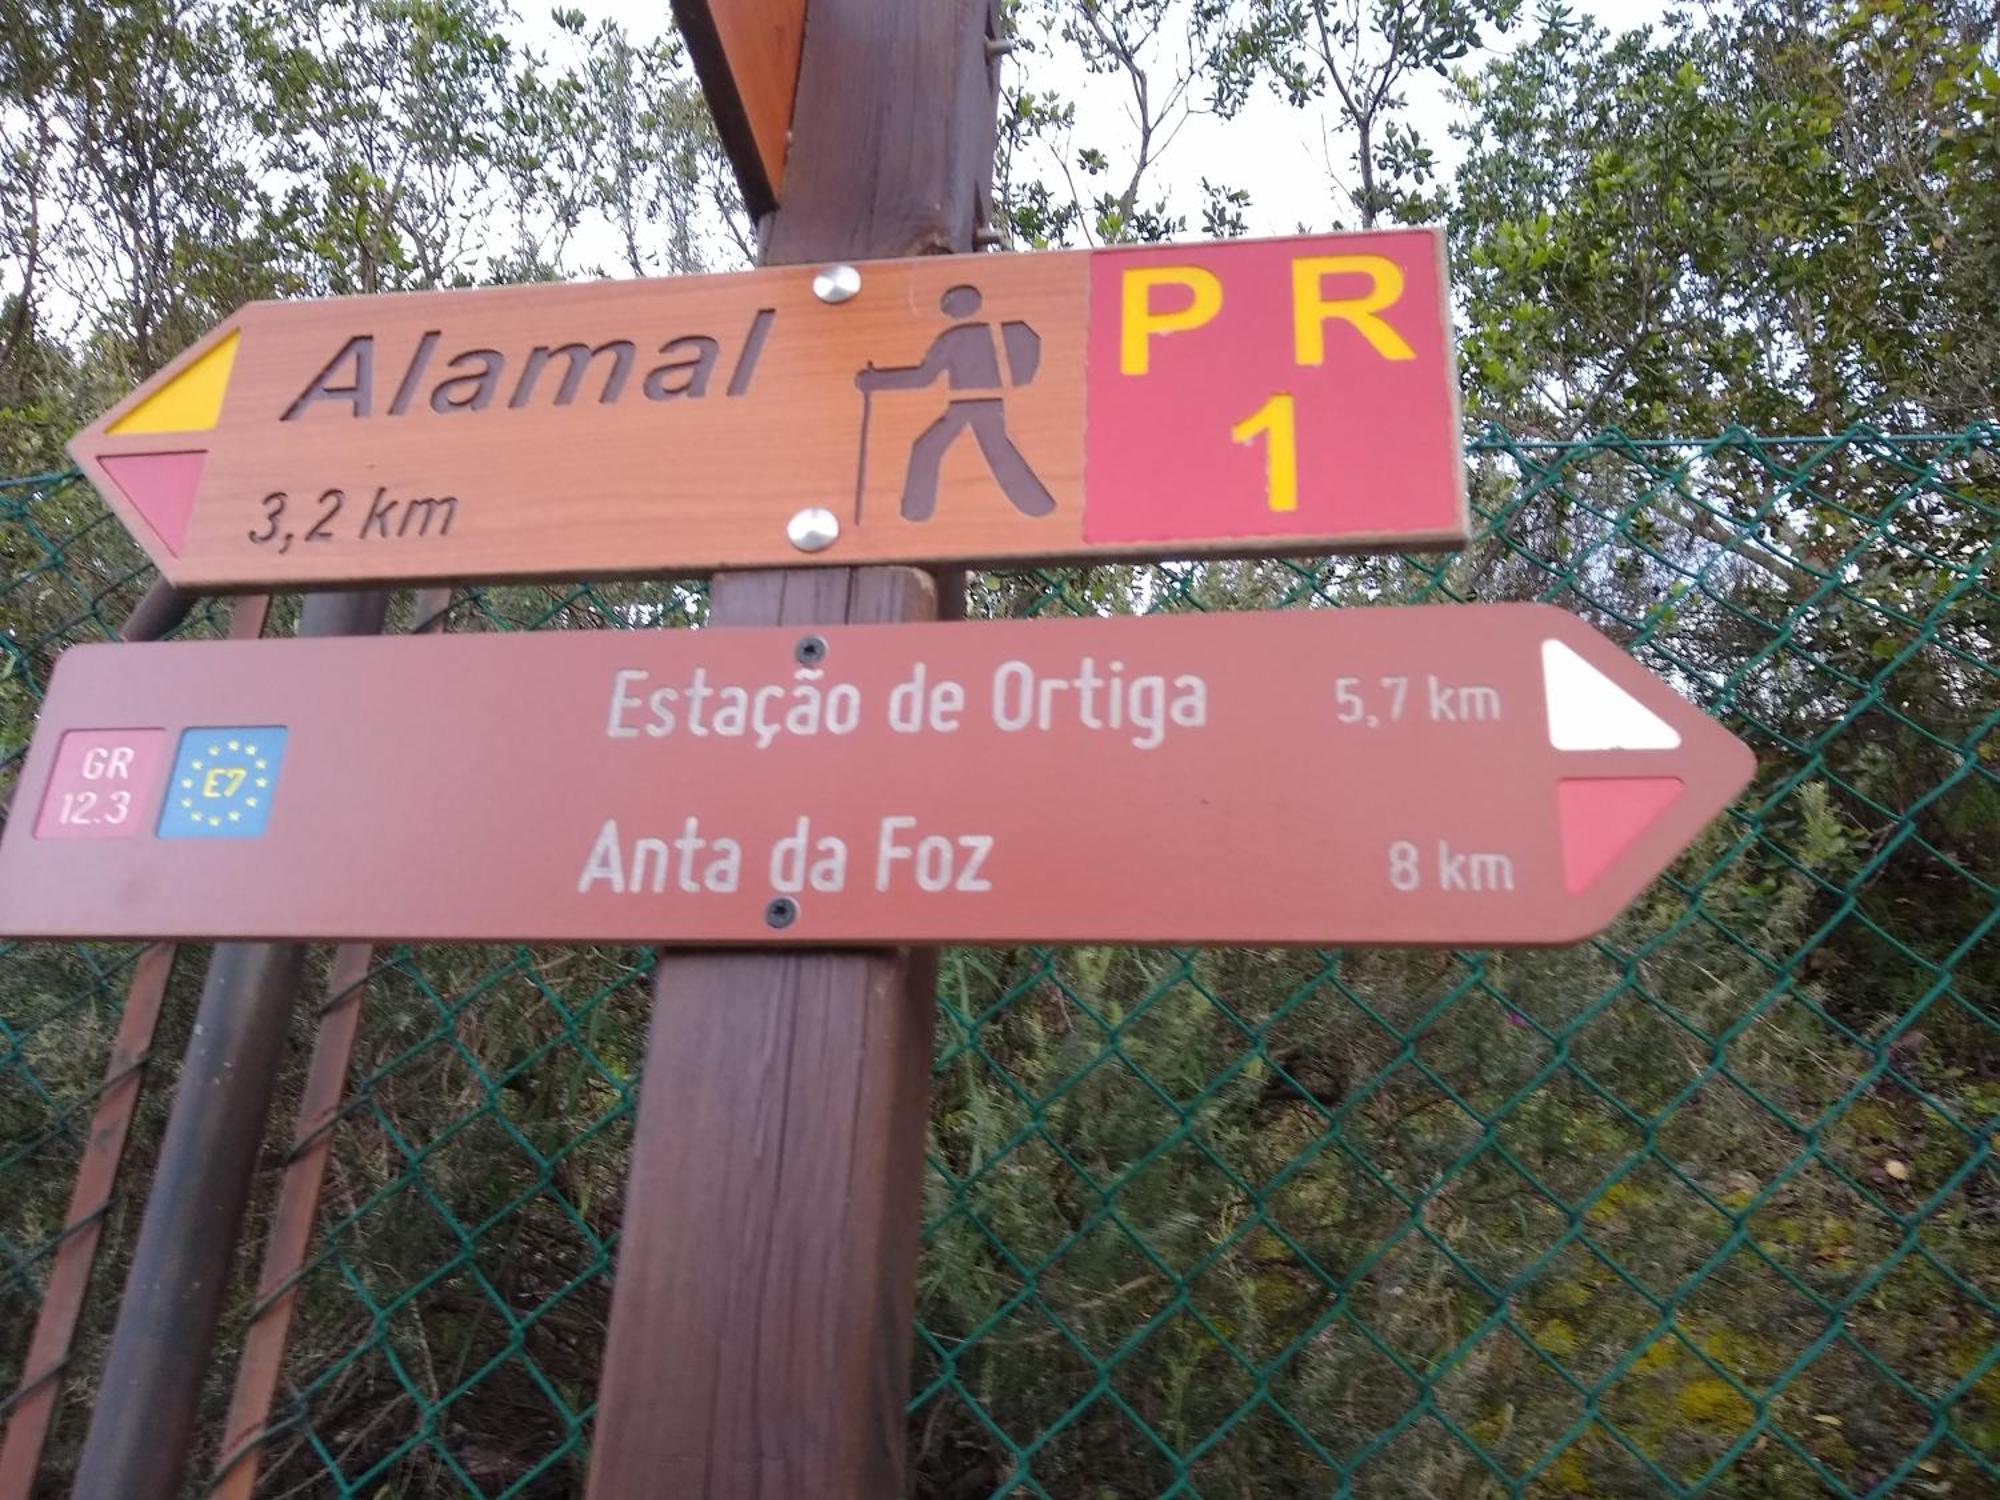 Alamal
3,2 km
PR
1
Estação de Ortiga 5,7 km
GR
12.3
E7
Anta da Foz 8 km